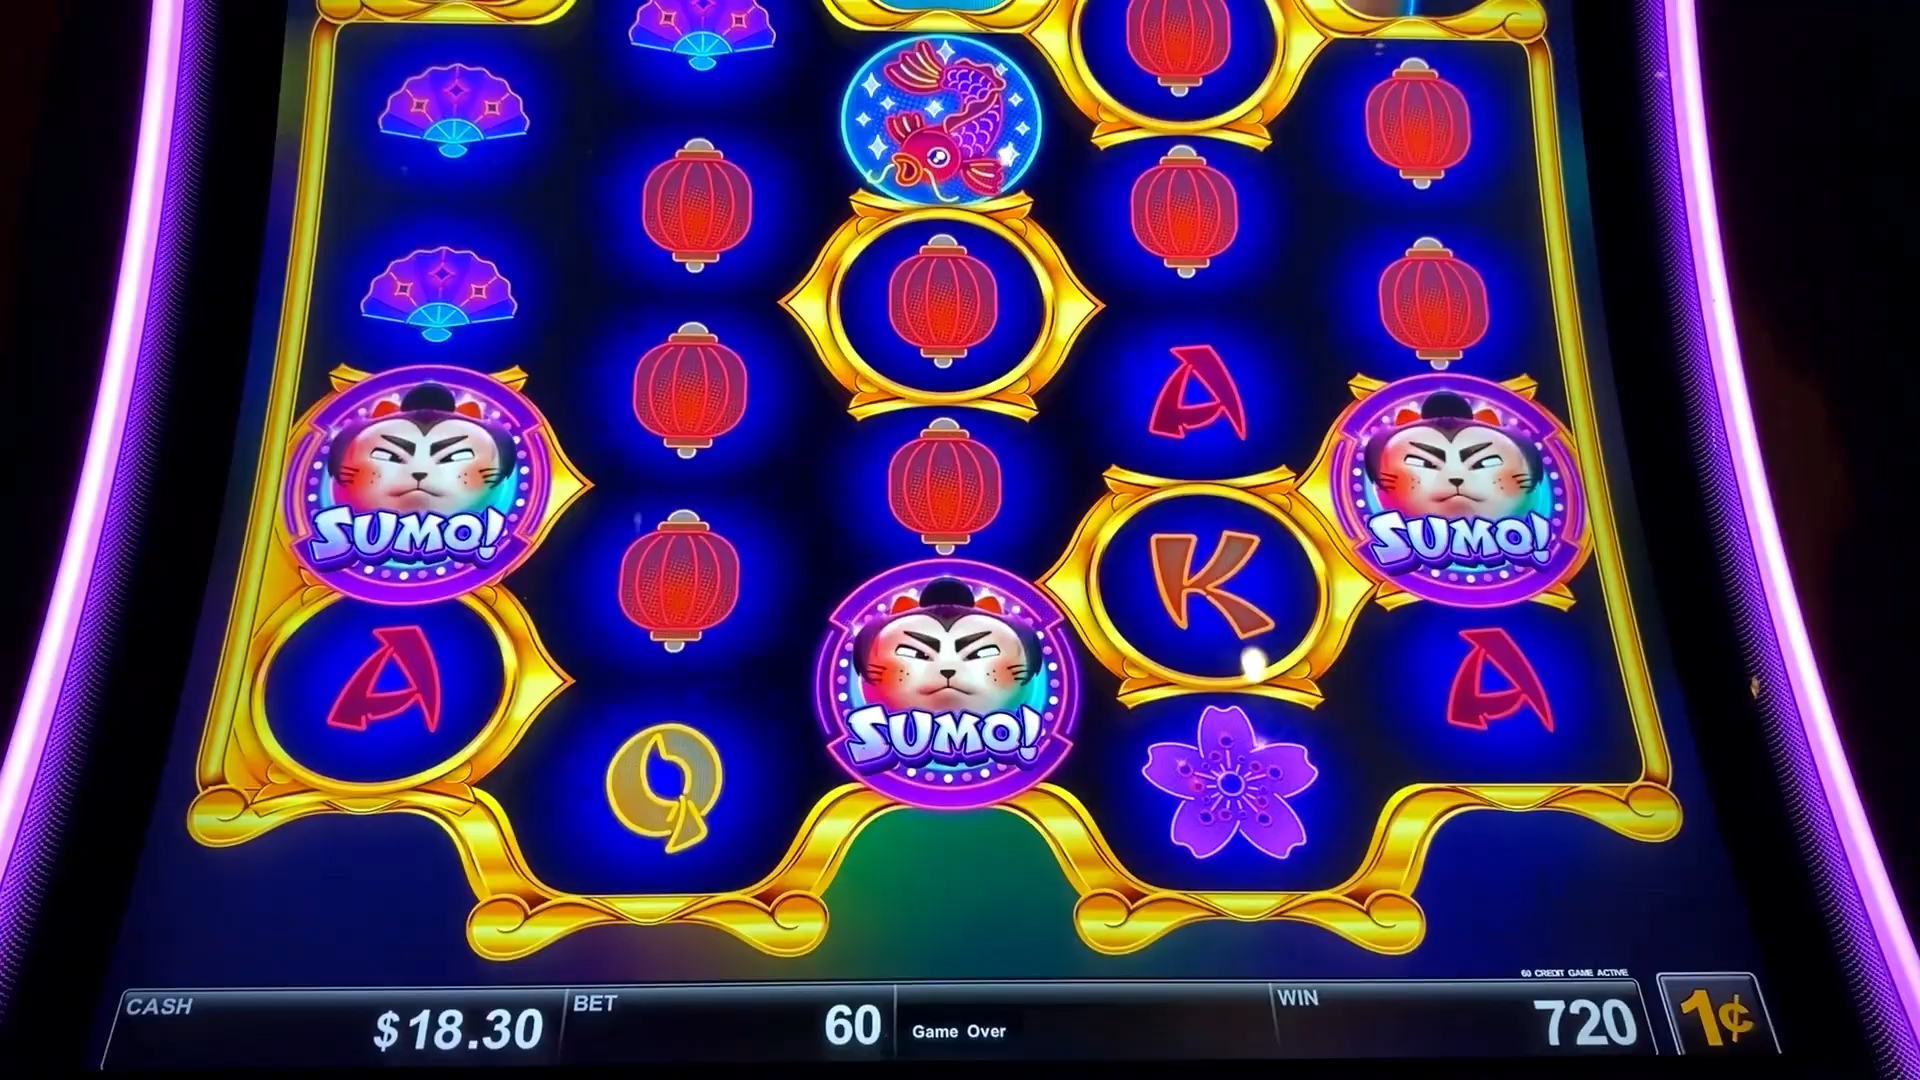 A
SUMO!
K
SUMO!
A
A
SUMO!
Q
60 CREDIT GAME ACTIVE
CASH
$18.30
BET
60
Game Over
WIN
720
1¢